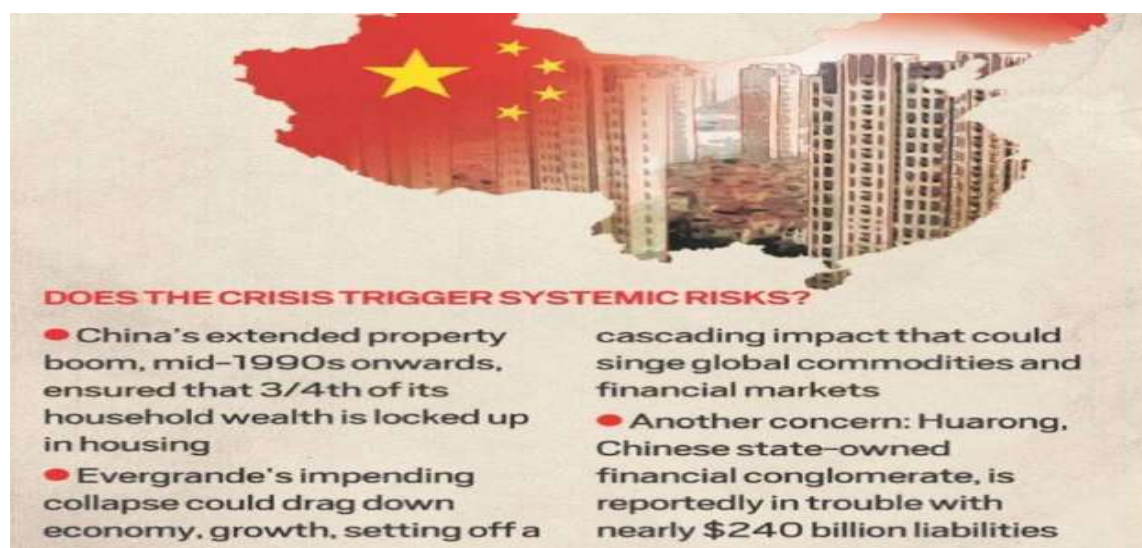 DOES THE CRISIS TRIGGER SYSTEMIC RISKS?
● China's extended property
boom, mid-1990s onwards,
ensured that 3/4th of its
household wealth is locked up
in housing
● Evergrande's impending
collapse could drag down
economy, growth, setting off a
cascading impact that could
singe global commodities and
financial markets
● Another concern: Huarong,
Chinese state-owned
financial conglomerate, is
reportedly in trouble with
nearly $240 billion liabilities